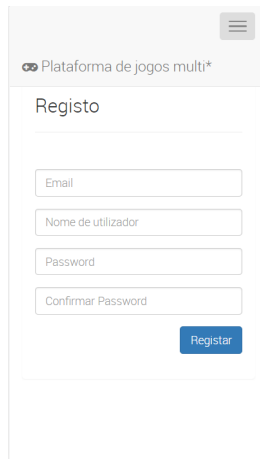 Plataforma de jogos multi*
Registo
Email
Nome de utilizador
Password
Confirmar Password
Registar